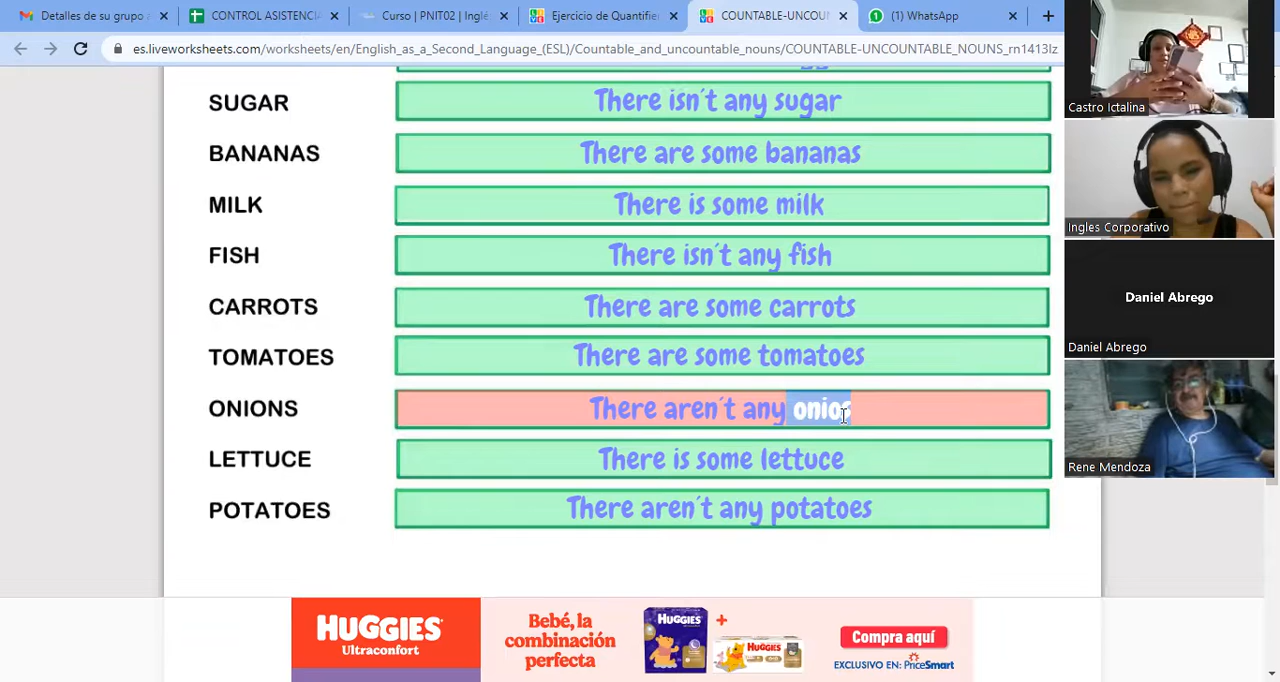 Detalles de su grupo a
CONTROL ASISTENCIA
Curso | PNIT02 | Inglé
Ejercicio de Quantifie
COUNTABLE-UNCOUN
(1) WhatsApp
es.liveworksheets.com/worksheets/en/English_as_a_Second_Language_(ESL)/Countable_and_uncountable_nouns/COUNTABLE-UNCOUNTABLE_NOUNS_rn1413lz
SUGAR There isn´t any sugar
BANANAS There are some bananas
MILK There is some milk
FISH There isn´t any fish
CARROTS There are some carrots
TOMATOES There are some tomatoes
ONIONS There aren´t any onios
LETTUCE There is some lettuce
POTATOES There aren´t any potatoes
Castro Ictalina
Ingles Corporativo
Daniel Abrego
Daniel Abrego
Rene Mendoza
HUGGIES
Ultraconfort
Bebé, la
combinación
perfecta
HUGGIES
HUGGIES
Compra aquí
EXCLUSIVO EN: PriceSmart